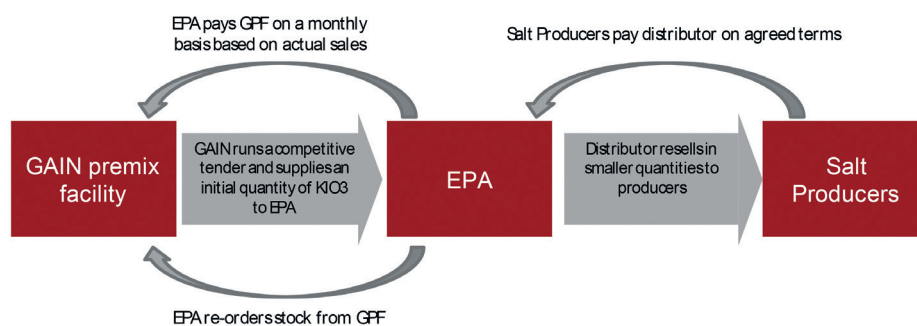 EPA pays GPF on a monthly
basis based on actual sales
Salt Producers pay distributor on agreed terms
GAIN premix
facility
GAIN runs a competitive
tender and supplies an
initial quantity of KIO3
to EPA
EPA
Distributor resells in
smaller quantities to
producers
Salt
Producers
EPA re-orders stock from GPF